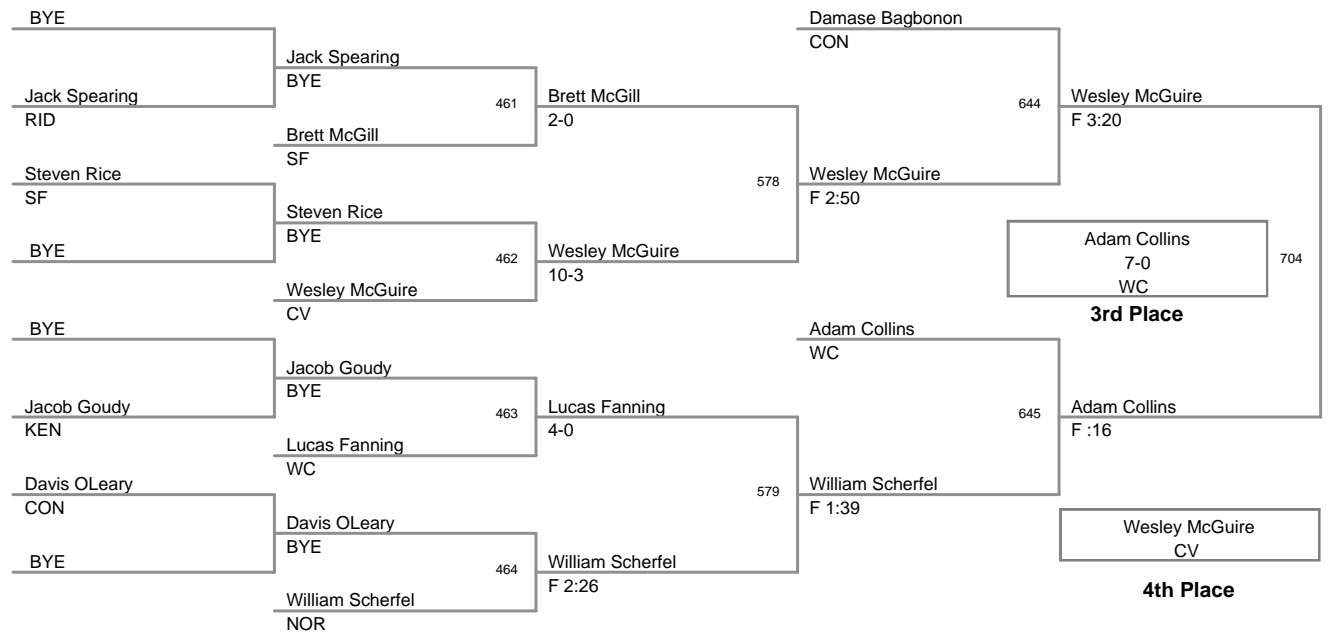 BYE
Jack Spearing
RID
Steven Rice
SF
BYE
BYE
Jacob Goudy
KEN
Davis OLeary
CON
BYE
Jack Spearing
BYE
461
Brett McGill
SF
Steven Rice
BYE
462
Wesley McGuire
CV
Jacob Goudy
BYE
463
Lucas Fanning
WC
Davis OLeary
BYE
464
William Scherfel
NOR
Brett McGill
2-0
578
Wesley McGuire
10-3
Lucas Fanning
4-0
579
William Scherfel
F 2:26
Damase Bagbonon
CON
644
Wesley McGuire
F 2:50
Adam Collins
WC
645
William Scherfel
F 1:39
Wesley McGuire
F 3:20
Adam Collins
7-0
WC
704
3rd Place
Adam Collins
F :16
Wesley McGuire
CV
4th Place